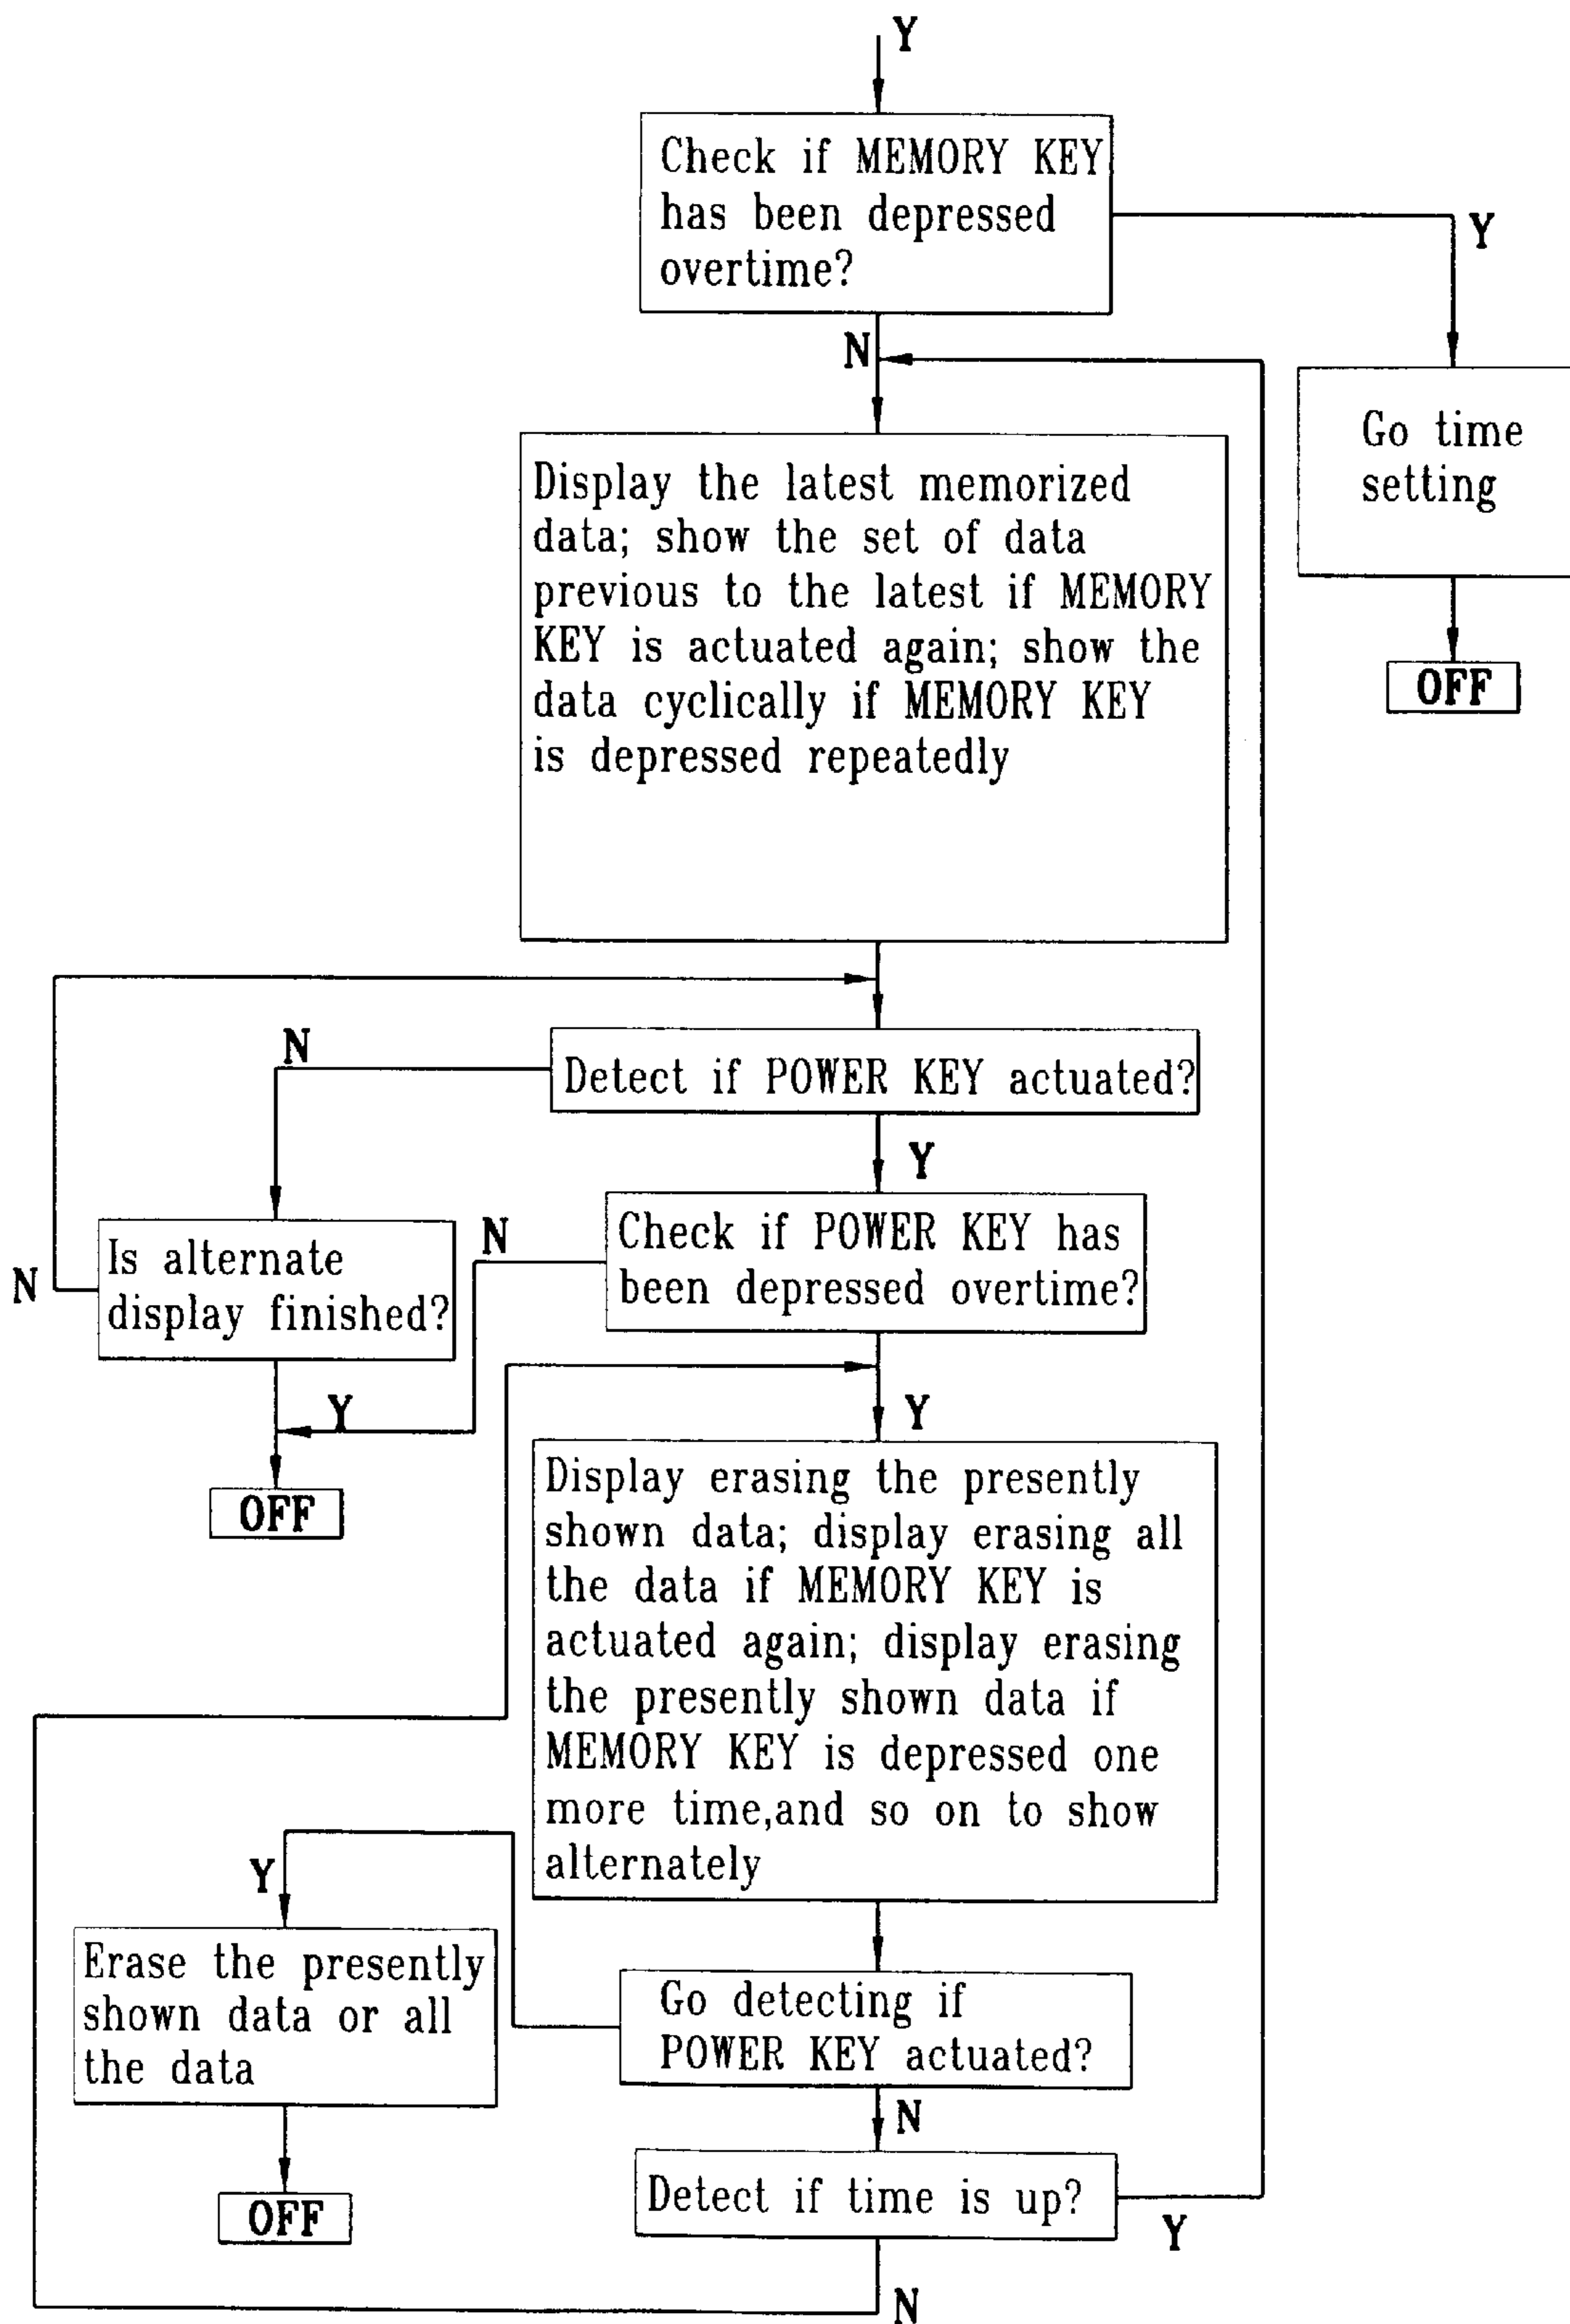 Y
Check if MEMORY KEY
has been depressed
overtime?
Y
N
Go time
setting
OFF
Display the latest memorized
data; show the set of data
previous to the latest if MEMORY
KEY is actuated again; show the
data cyclically if MEMORY KEY
is depressed repeatedly
N
Detect if POWER KEY actuated?
Y
N
Is alternate
display finished?
N
Check if POWER KEY has
been depressed overtime?
Y
Y
OFF
Display erasing the presently
shown data; display erasing all
the data if MEMORY KEY is
actuated again; display erasing
the presently shown data if
MEMORY KEY is depressed one
more time,and so on to show
alternately
Y
Erase the presently
shown data or all
the data
Go detecting if
POWER KEY actuated?
N
OFF
Detect if time is up?
Y
N